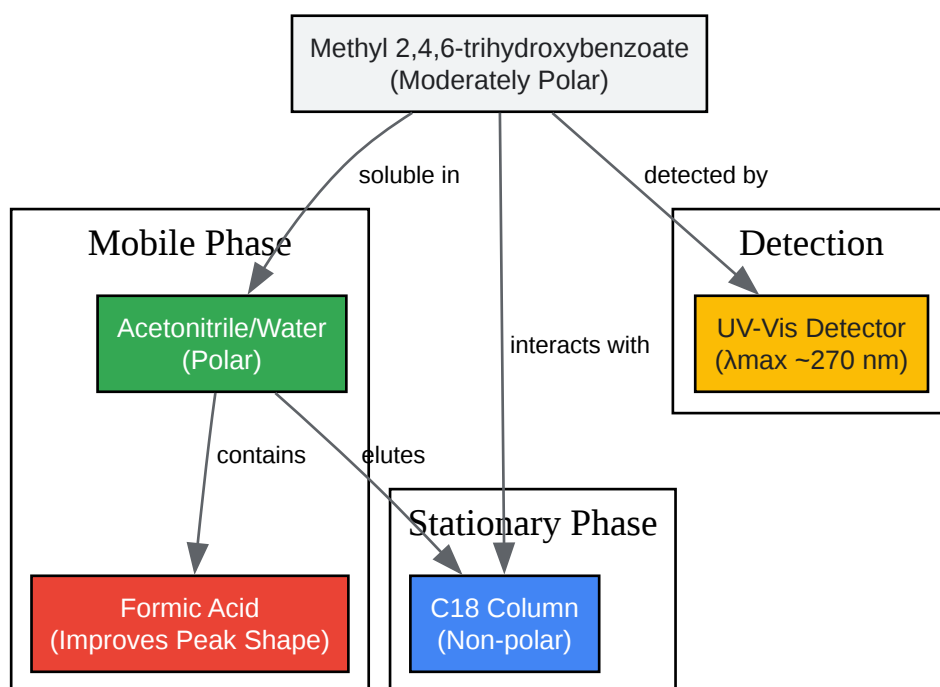 Methyl 2,4,6-trihydroxybenzoate
(Moderately Polar)
soluble in
detected by
Mobile Phase
Detection
Acetonitrile/Water
(Polar)
UV-Vis Detector
(λmax ~270 nm)
interacts with
contains
elutes
Stationary Phase
Formic Acid
(Improves Peak Shape)
C18 Column
(Non-polar)